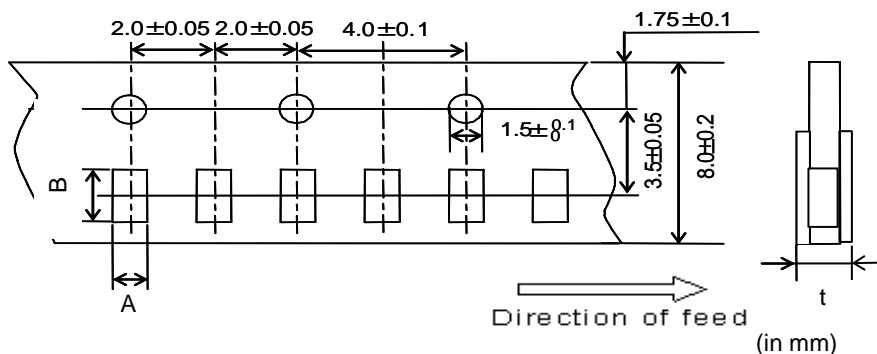 1.75±0.1
2.0±0.05 2.0±0.05 4.0±0.1
1.5±0.1 0
3.5±0.05
8.0±0.2
B
A
t
Direction of feed
(in mm)